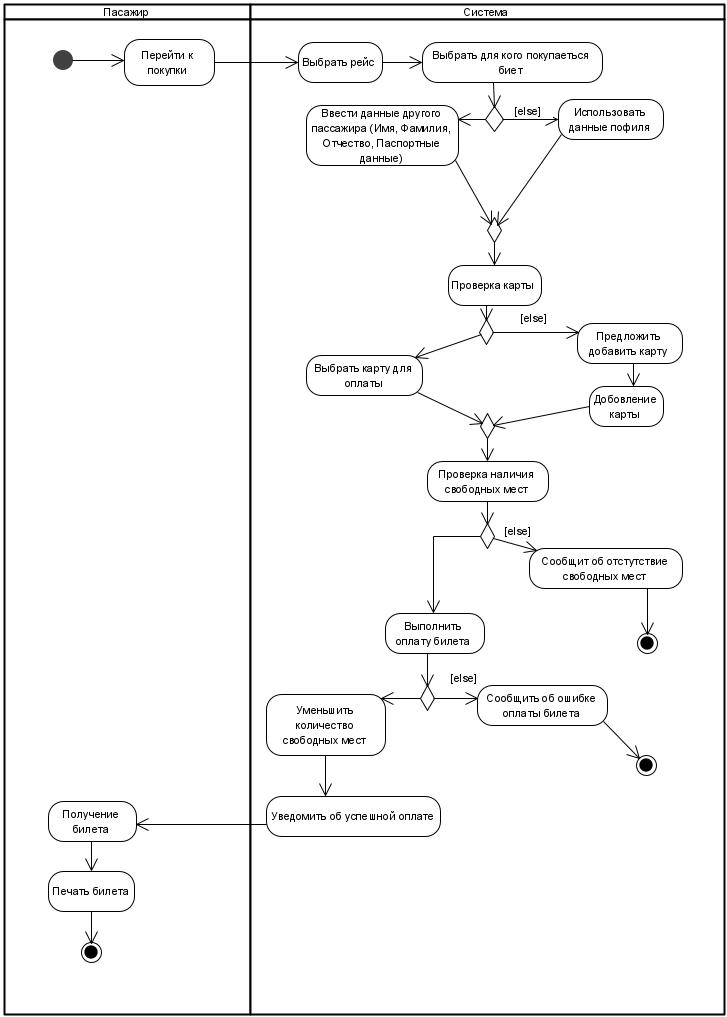 Пасажир
Система
Перейти к
покупки
Выбрать рейс
Выбрать для кого покупаеться
биет
Ввести данные другого
пассажира (Имя, Фамилия,
Отчество, Паспортные
данные)
[else]
Использовать
данные пофиля
Проверка карты
[else]
Предложить
добавить карту
Выбрать карту для
оплаты
Добовление
карты
Проверка наличия
свободных мест
[else]
Сообщит об отстутствие
свободных мест
Выполнить
оплату билета
[else]
Уменьшить
количество
свободных мест
Сообщить об ошибке
оплаты билета
Уведомить об успешной оплате
Получение
билета
Печать билета